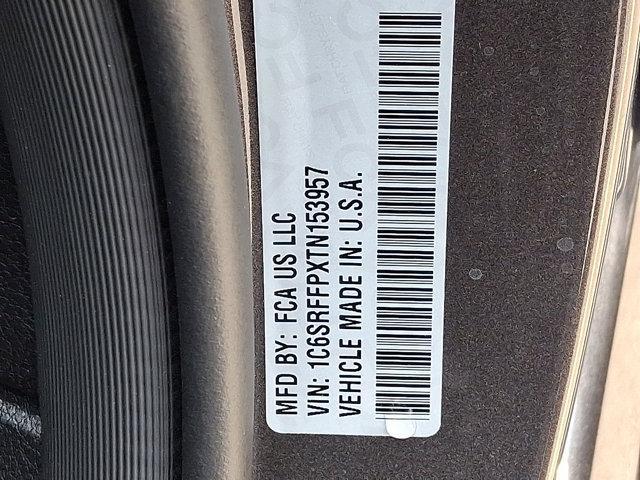 MFD BY: FCA US LLC
VIN: 1C6SRFFPXTN153957
VEHICLE MADE IN: U.S.A.